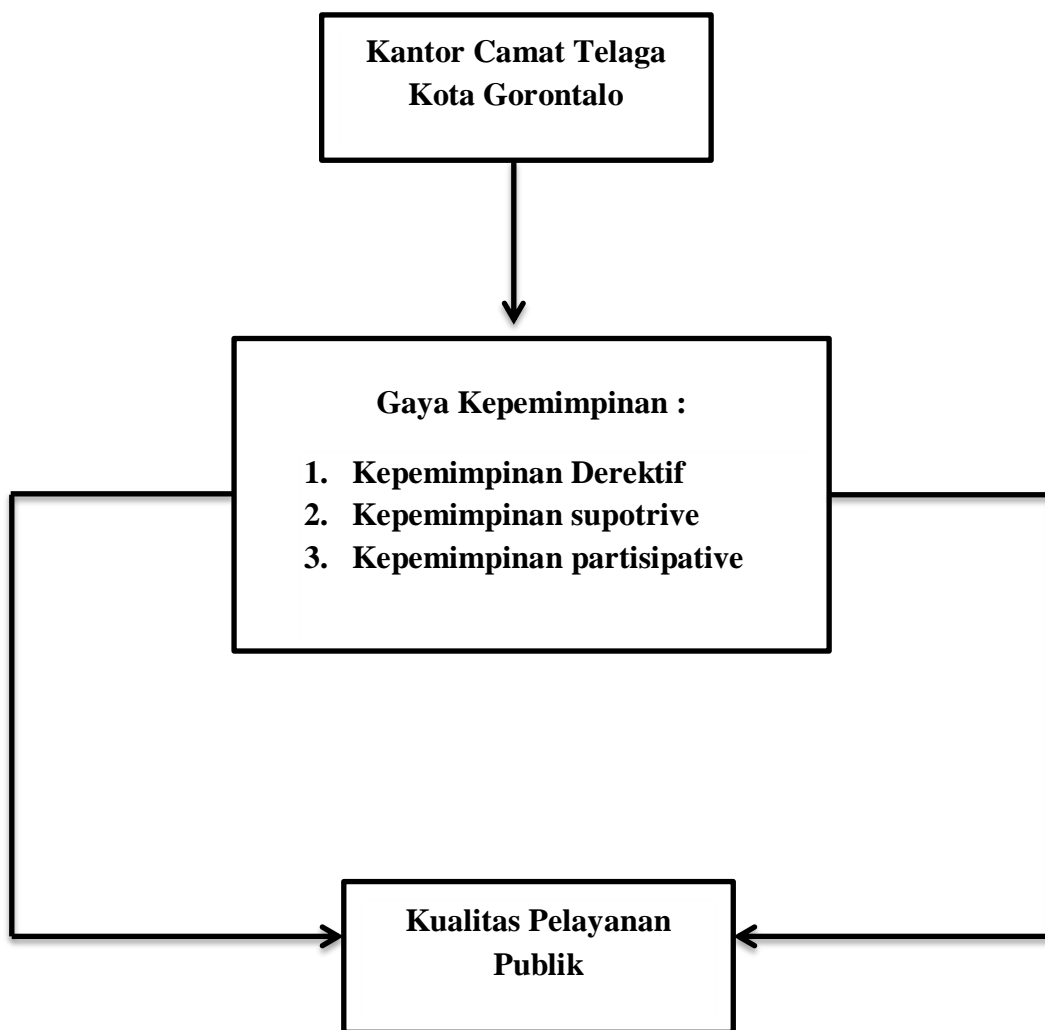 Kantor Camat Telaga
Kota Gorontalo
Gaya Kepemimpinan :
1. Kepemimpinan Derektif
2. Kepemimpinan supotrive
3. Kepemimpinan partisipative
Kualitas Pelayanan
Publik